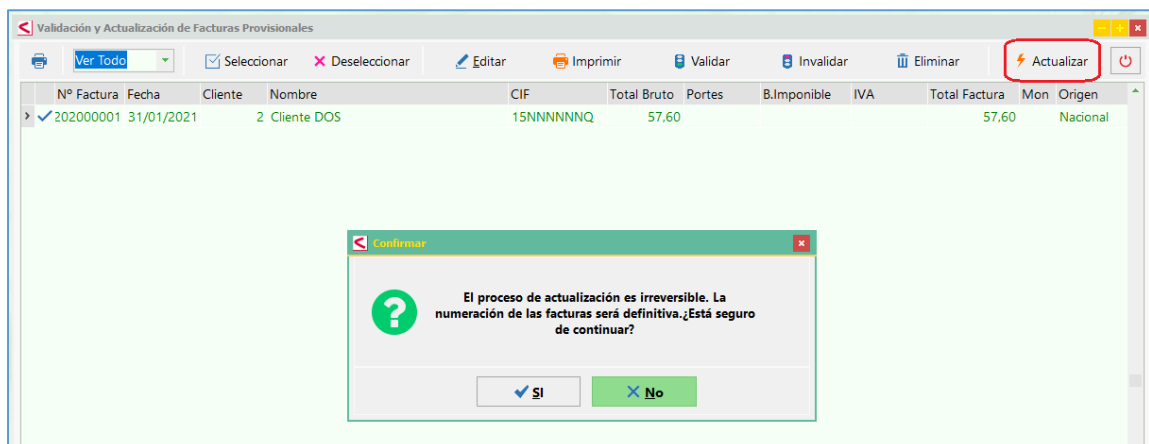 Validación y Actualización de Facturas Provisionales
Ver Todo Seleccionar Deseleccionar Editar Imprimir Validar Invalidar Eliminar Actualizar
Nº Factura Fecha Cliente Nombre CIF Total Bruto Portes B.Imponible IVA Total Factura Mon Origen
202000001 31/01/2021 2 Cliente DOS 15NNNNNNQ 57,60 57,60 Nacional
Confirmar
El proceso de actualización es irreversible. La
numeración de las facturas será definitiva.¿Está seguro
de continuar?
SI No